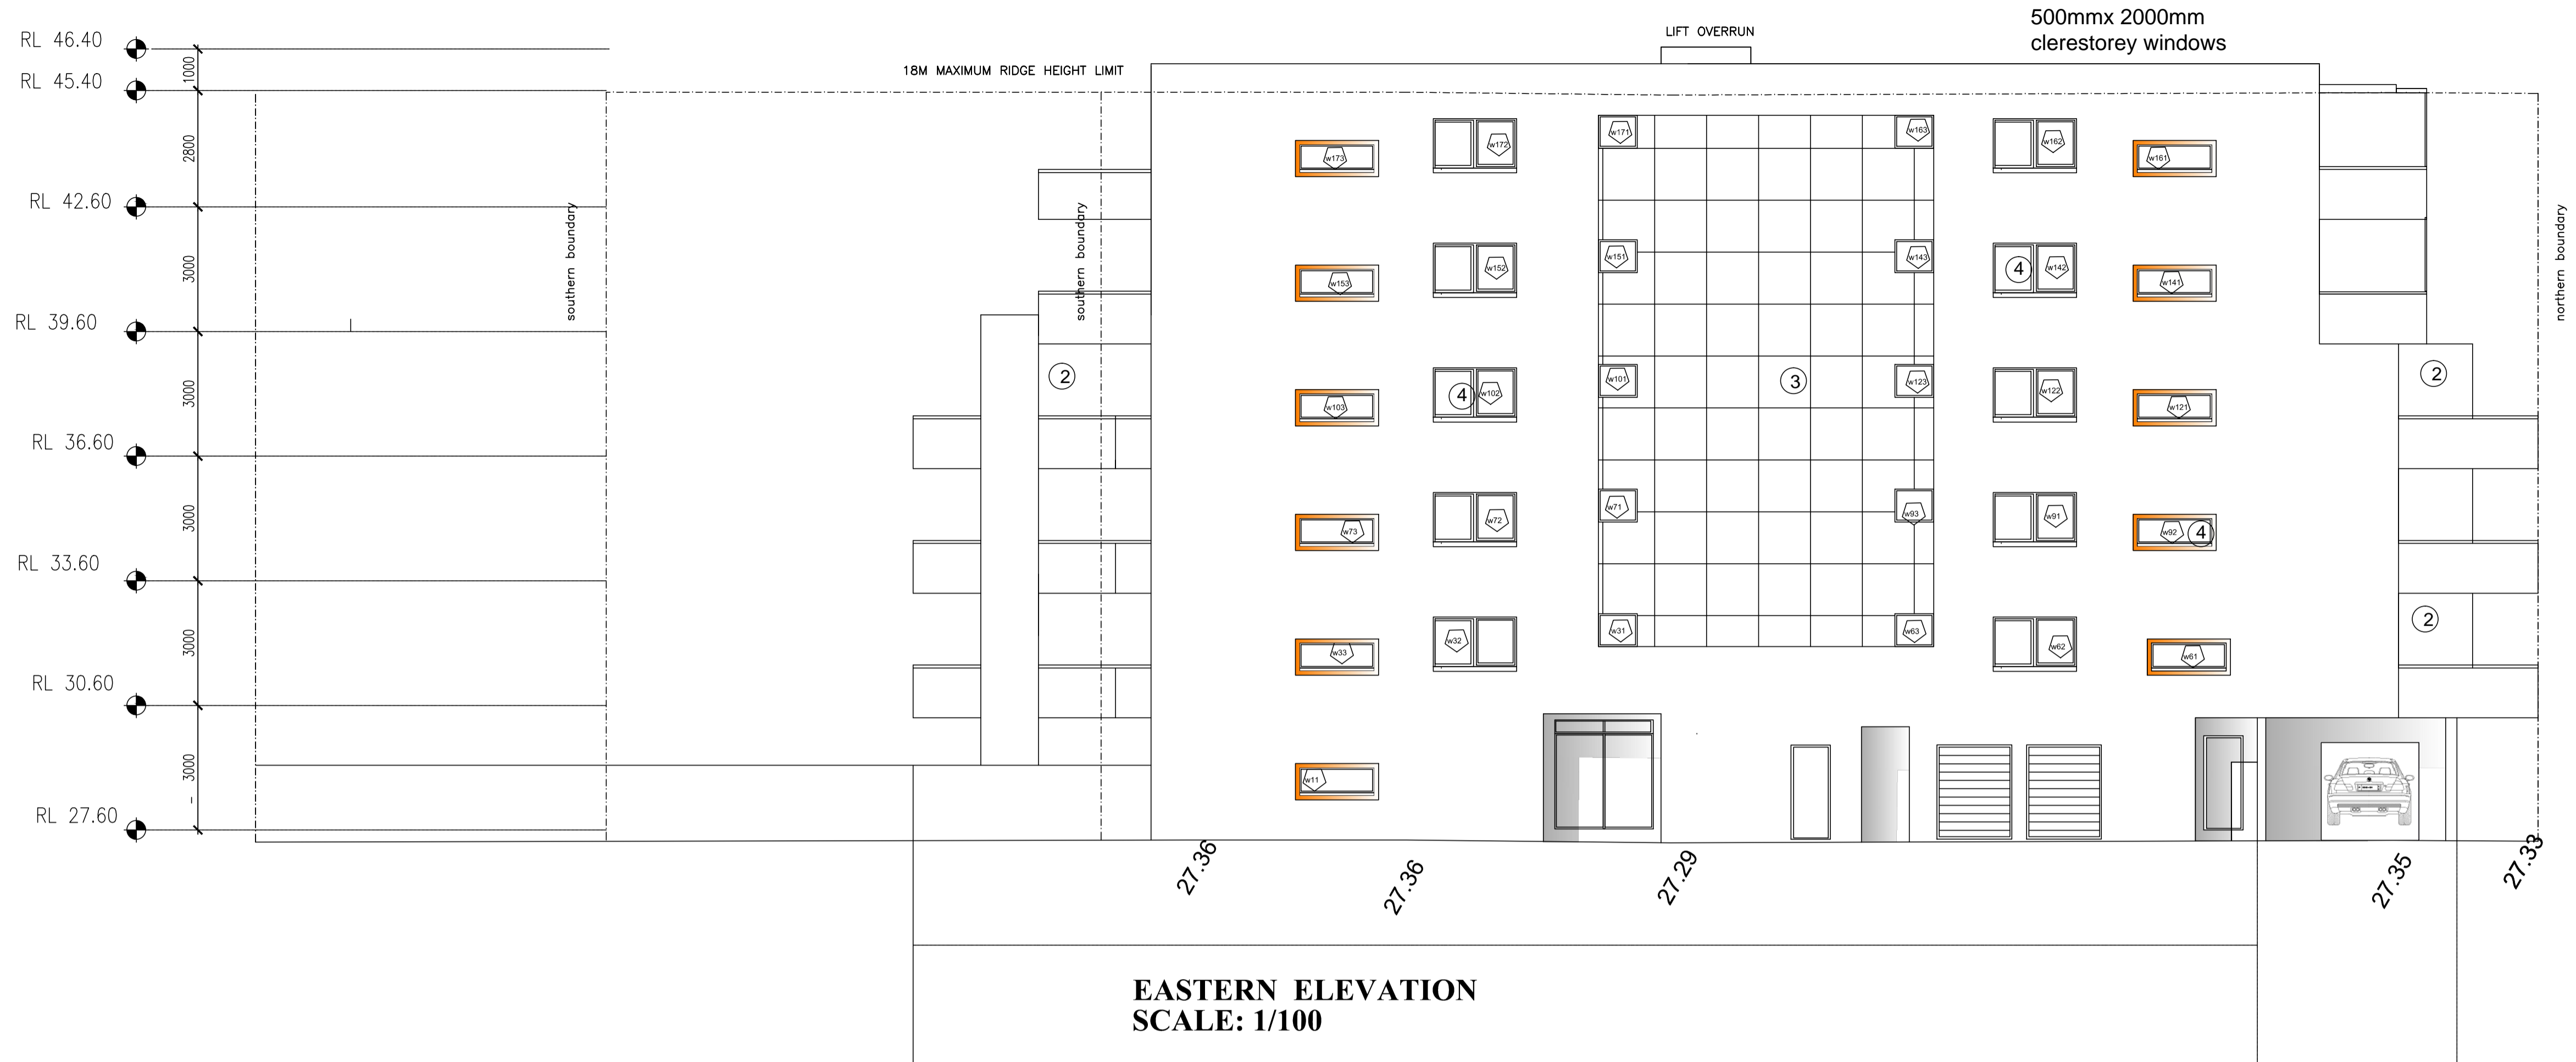 500mmx 2000mm
clerestorey windows
LIFT OVERRUN
18M MAXIMUM RIDGE HEIGHT LIMIT
RL 46.40
1000
RL 45.40
2800
RL 42.60
3000
RL 39.60
3000
RL 36.60
3000
RL 33.60
3000
RL 30.60
3000
RL 27.60
southern boundary
southern boundary
northern boundary
w173
w172
w171
w163
w162
w161
w153
w152
w151
w143
4
w142
w141
2
w103
4
w102
w101
3
w123
w122
w121
2
w73
w72
w71
w93
w91
w92
4
w33
w32
w31
w63
w62
w61
2
w11
27.36
27.36
27.29
27.35
27.33
EASTERN ELEVATION
SCALE: 1/100